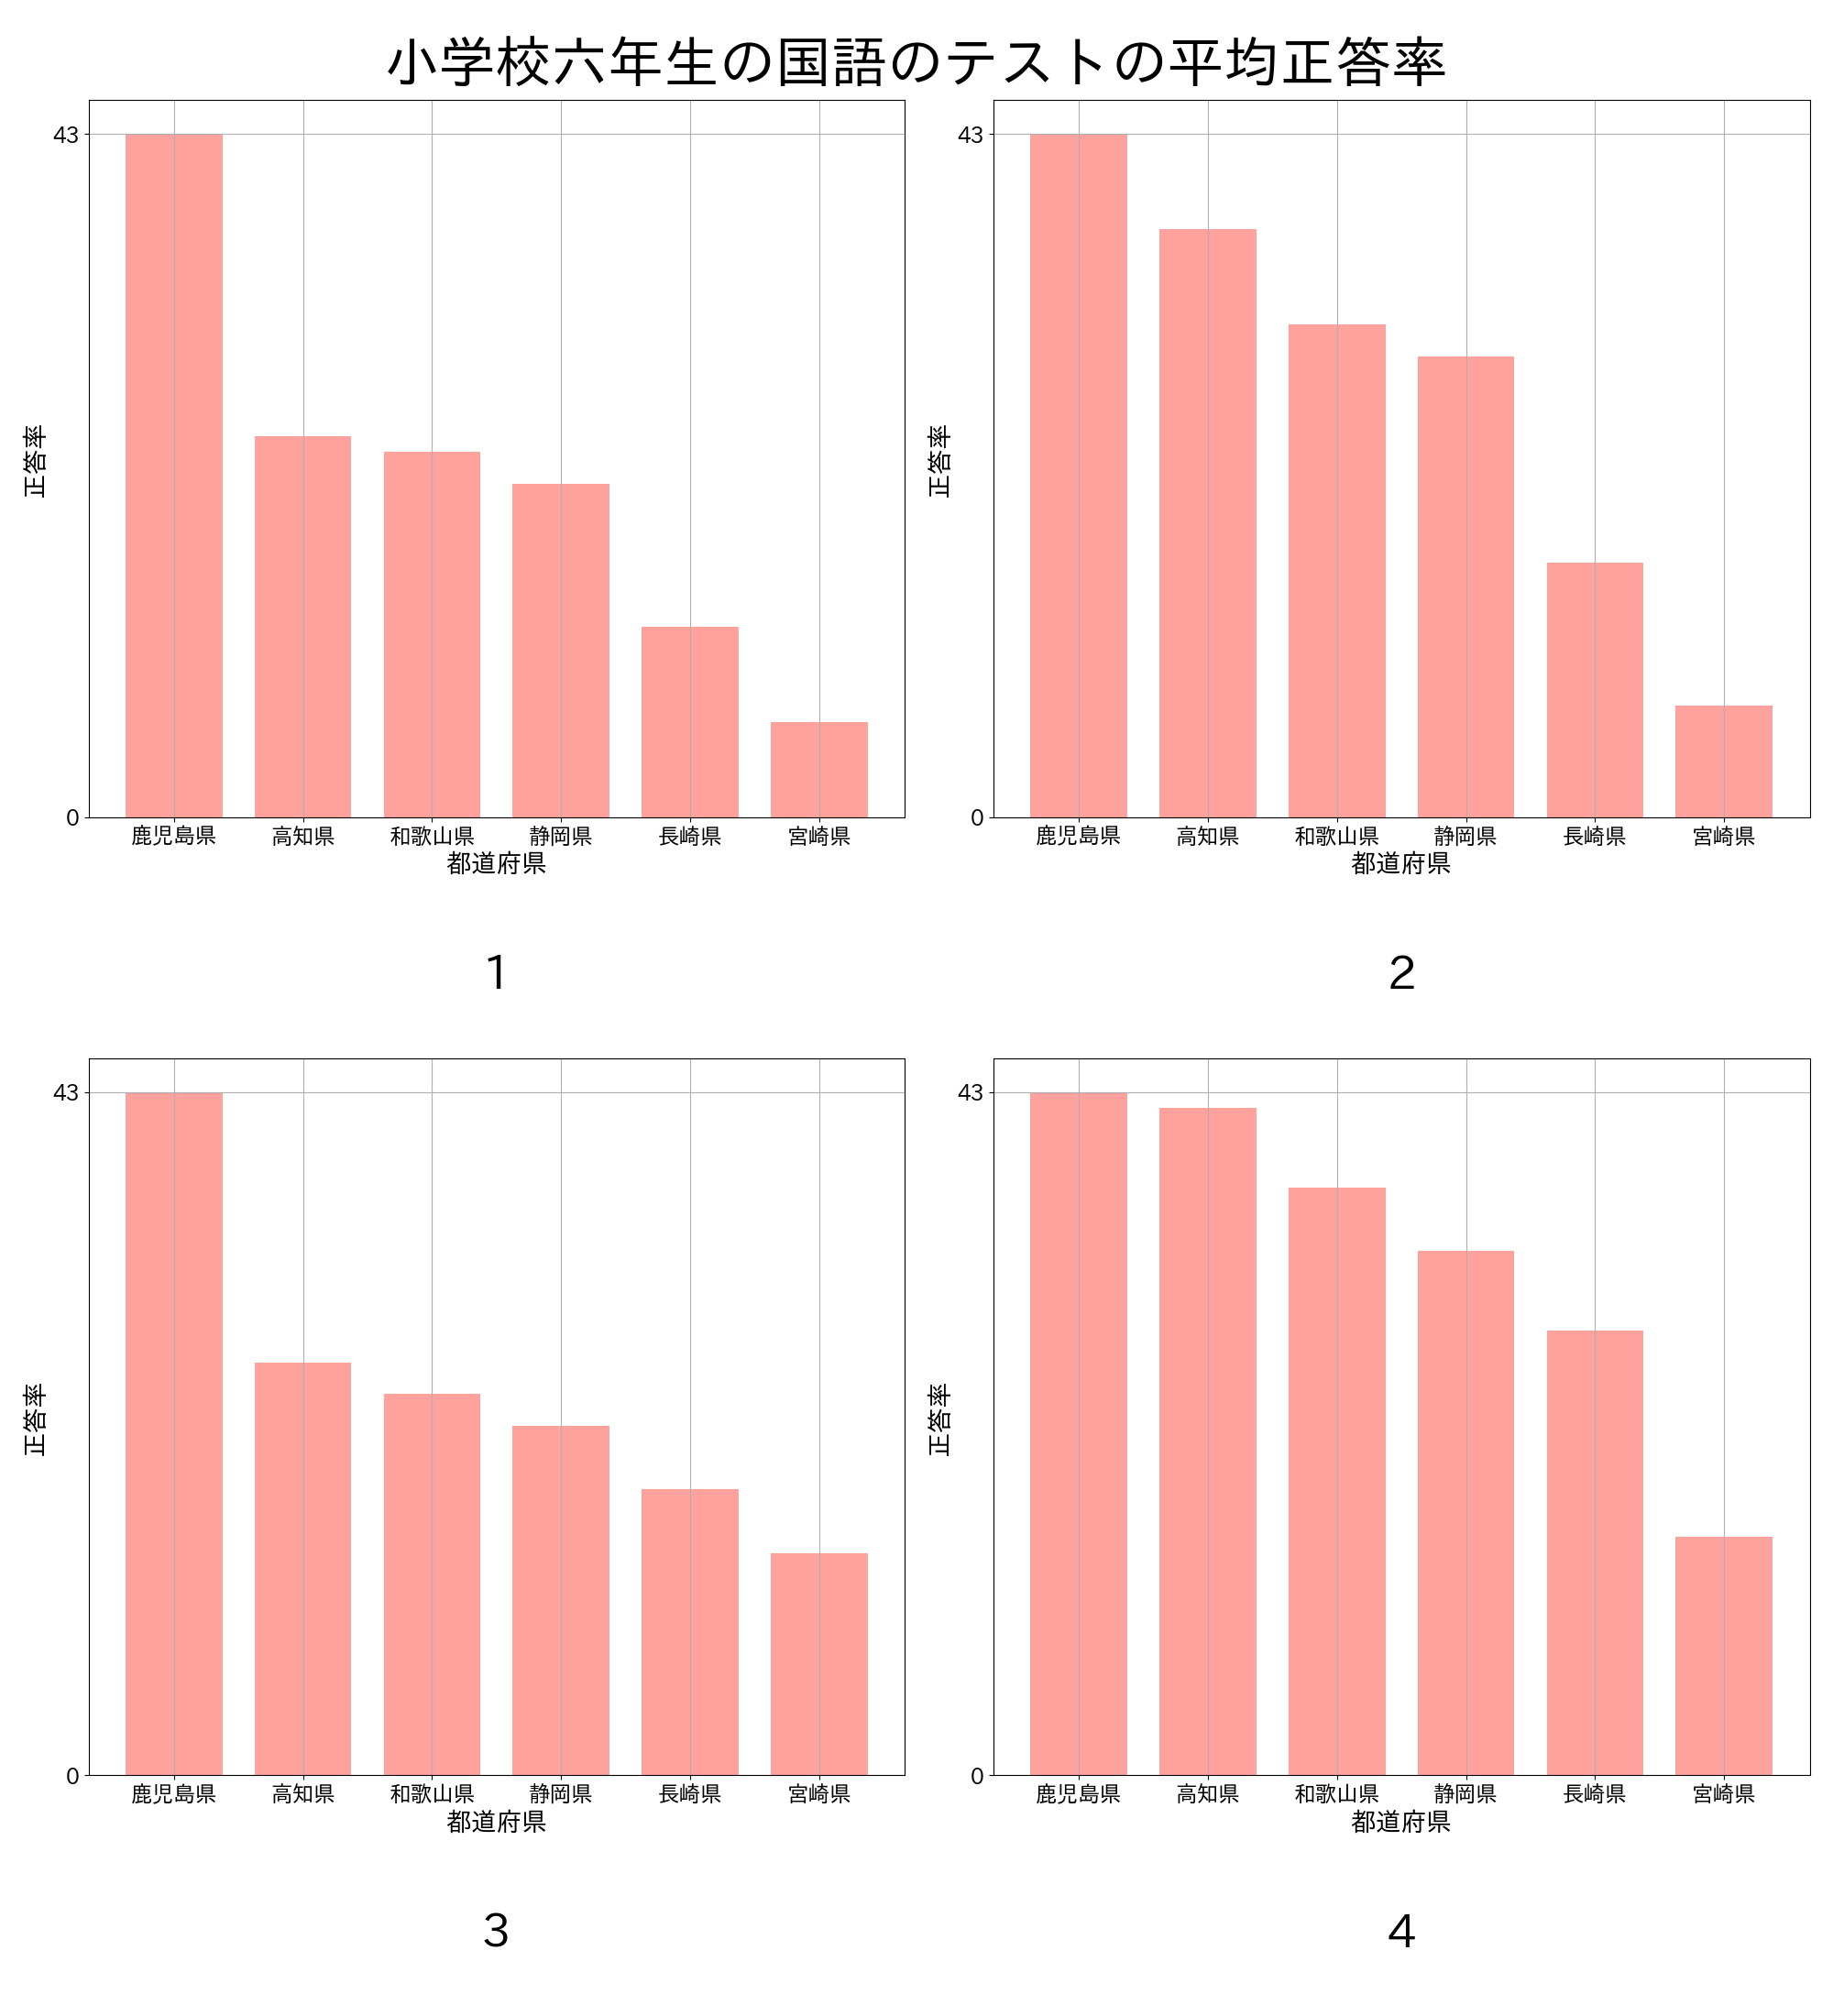 小学校六年生の国語のテストの平均正答率
43
0
正答率
鹿児島県 高知県 和歌山県 静岡県 長崎県 宮崎県
都道府県
1
43
0
正答率
鹿児島県 高知県 和歌山県 静岡県 長崎県 宮崎県
都道府県
2
43
0
正答率
鹿児島県 高知県 和歌山県 静岡県 長崎県 宮崎県
都道府県
3
43
0
正答率
鹿児島県 高知県 和歌山県 静岡県 長崎県 宮崎県
都道府県
4